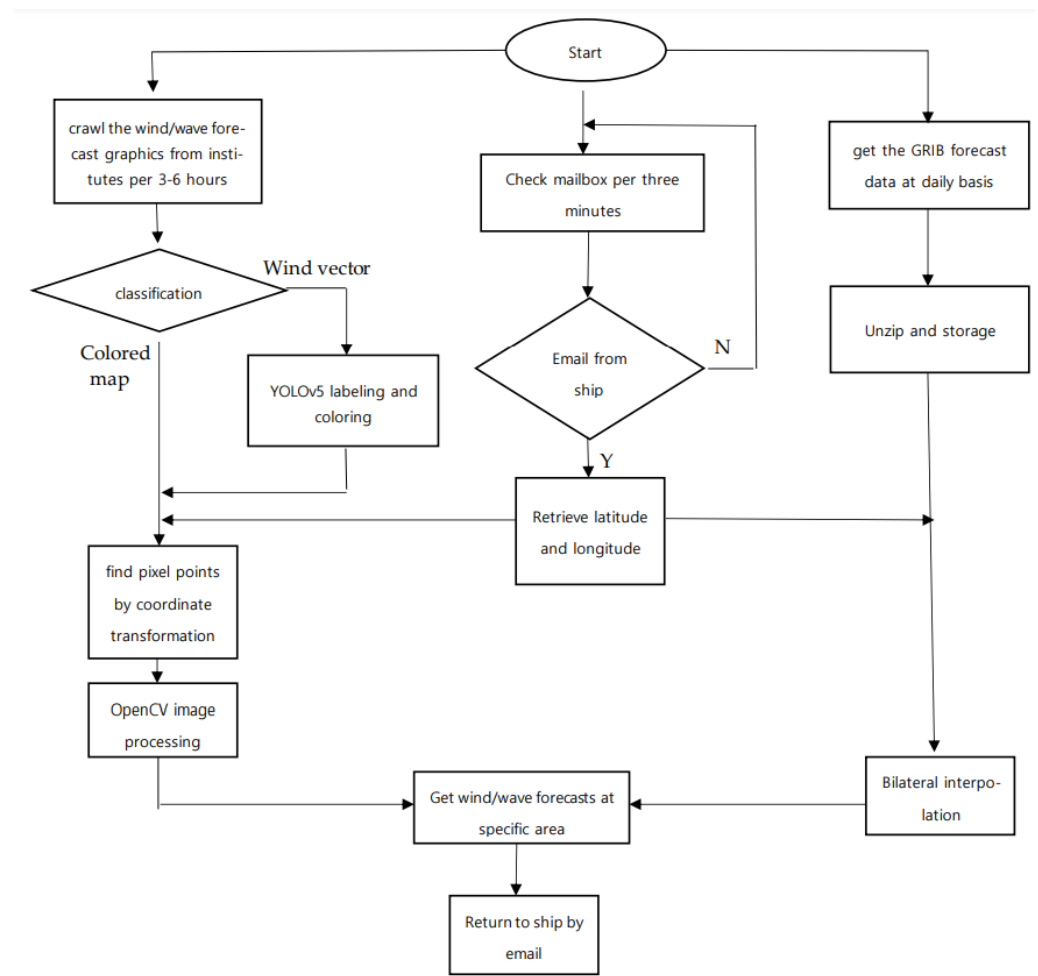 Start
crawl the wind/wave fore-
cast graphics from insti-
tutes per 3-6 hours
Check mailbox per three
minutes
get the GRIB forecast
data at daily basis
classification
Wind vector
Colored
map
YOLOv5 labeling and
coloring
Email from
ship
N
Y
Unzip and storage
Retrieve latitude
and longitude
find pixel points
by coordinate
transformation
OpenCV image
processing
Get wind/wave forecasts at
specific area
Bilateral interpo-
lation
Return to ship by
email